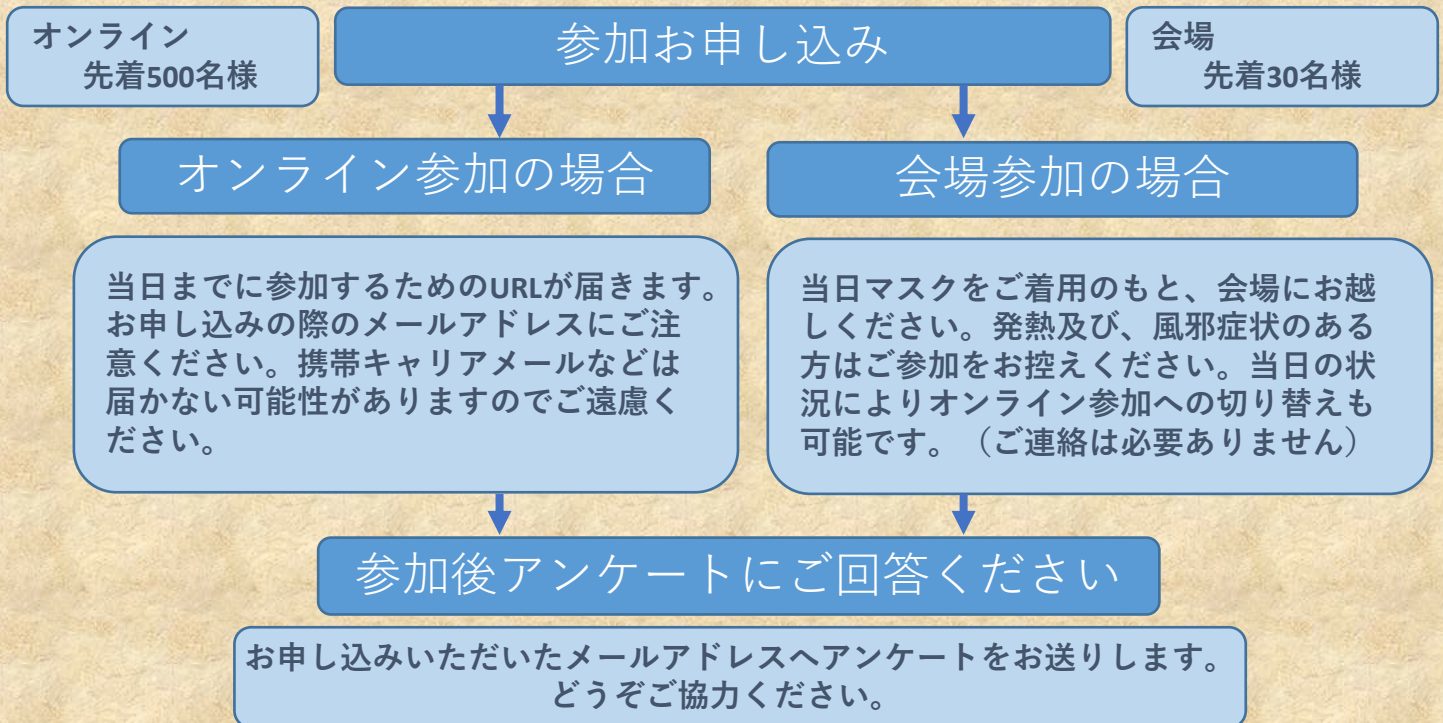 オンライン
先着500名様
参加お申し込み
会場
先着30名様
オンライン参加の場合
会場参加の場合
当日までに参加するためのURLが届きます。
お申し込みの際のメールアドレスにご注
意ください。携帯キャリアメールなどは
届かない可能性がありますのでご遠慮く
ださい。
当日マスクをご着用のもと、会場にお越
しください。発熱及び、風邪症状のある
方はご参加をお控えください。当日の状
況によりオンライン参加への切り替えも
可能です。（ご連絡は必要ありません）
参加後アンケートにご回答ください
お申し込みいただいたメールアドレスへアンケートをお送りします。
どうぞご協力ください。